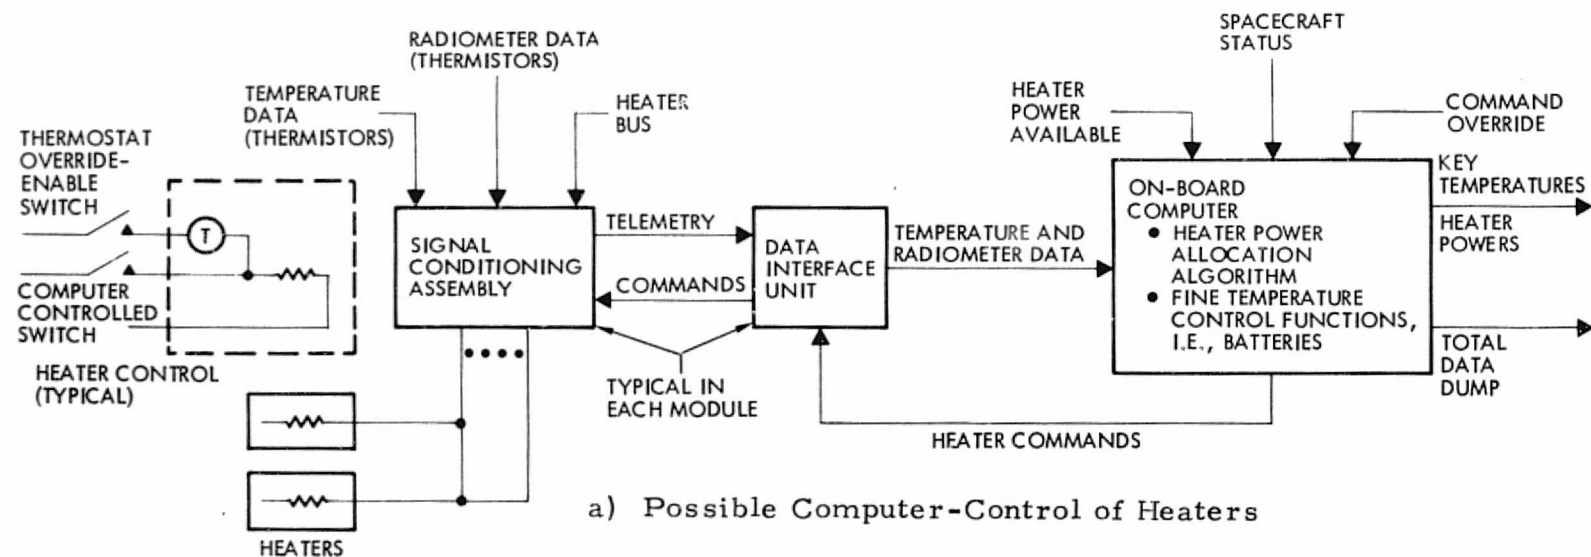 SPACECRAFT
STATUS
RADIOMETER DATA
(THERMISTORS)
TEMPERATURE
DATA
(THERMISTORS)
HEATER
BUS
HEATER
POWER
AVAILABLE
COMMAND
OVERRIDE
THERMOSTAT
OVERRIDE-
ENABLE
SWITCH
T
COMPUTER
CONTROLLED
SWITCH
HEATER CONTROL
(TYPICAL)
SIGNAL
CONDITIONING
ASSEMBLY
TELEMETRY
COMMANDS
DATA
INTERFACE
UNIT
TEMPERATURE AND
RADIOMETER DATA
ON-BOARD
COMPUTER
• HEATER POWER
ALLOCATION
ALGORITHM
• FINE TEMPERATURE
CONTROL FUNCTIONS,
I.E., BATTERIES
KEY
TEMPERATURES
HEATER
POWERS
TOTAL
DATA
DUMP
TYPICAL IN
EACH MODULE
HEATER COMMANDS
HEATERS
a) Possible Computer-Control of Heaters